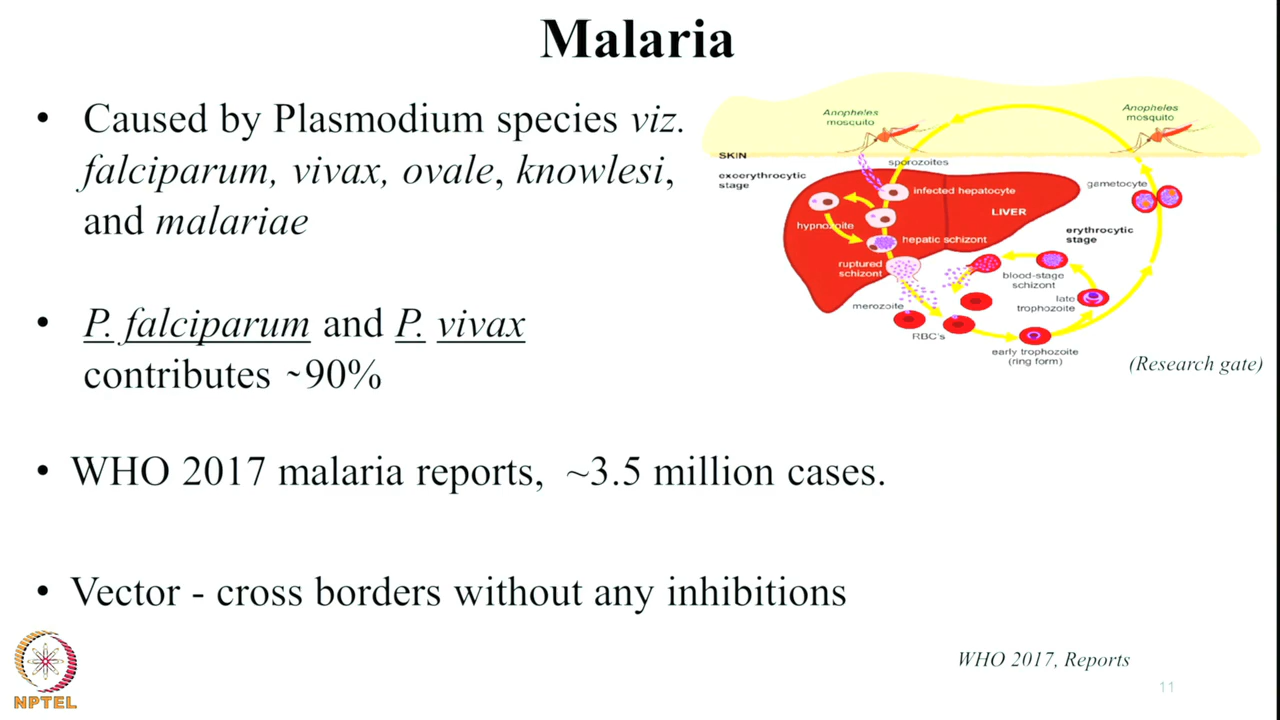 Malaria
• Caused by Plasmodium species viz.
falciparum, vivax, ovale, knowlesi,
and malariae
• P. falciparum and P. vivax
contributes ~90%
• WHO 2017 malaria reports, ~3.5 million cases.
• Vector - cross borders without any inhibitions
Anopheles
mosquito
Anopheles
mosquito
SKIN
sporozoites
exoerythrocytic
stage
infected hepatocyte
gametocyte
LIVER
hypnozoite
hepatic schizont
erythrocytic
stage
ruptured
schizont
blood-stage
schizont
merozoite
late
trophozoite
RBC's
early trophozoite
(ring form)
(Research gate)
WHO 2017, Reports
11
NPTEL